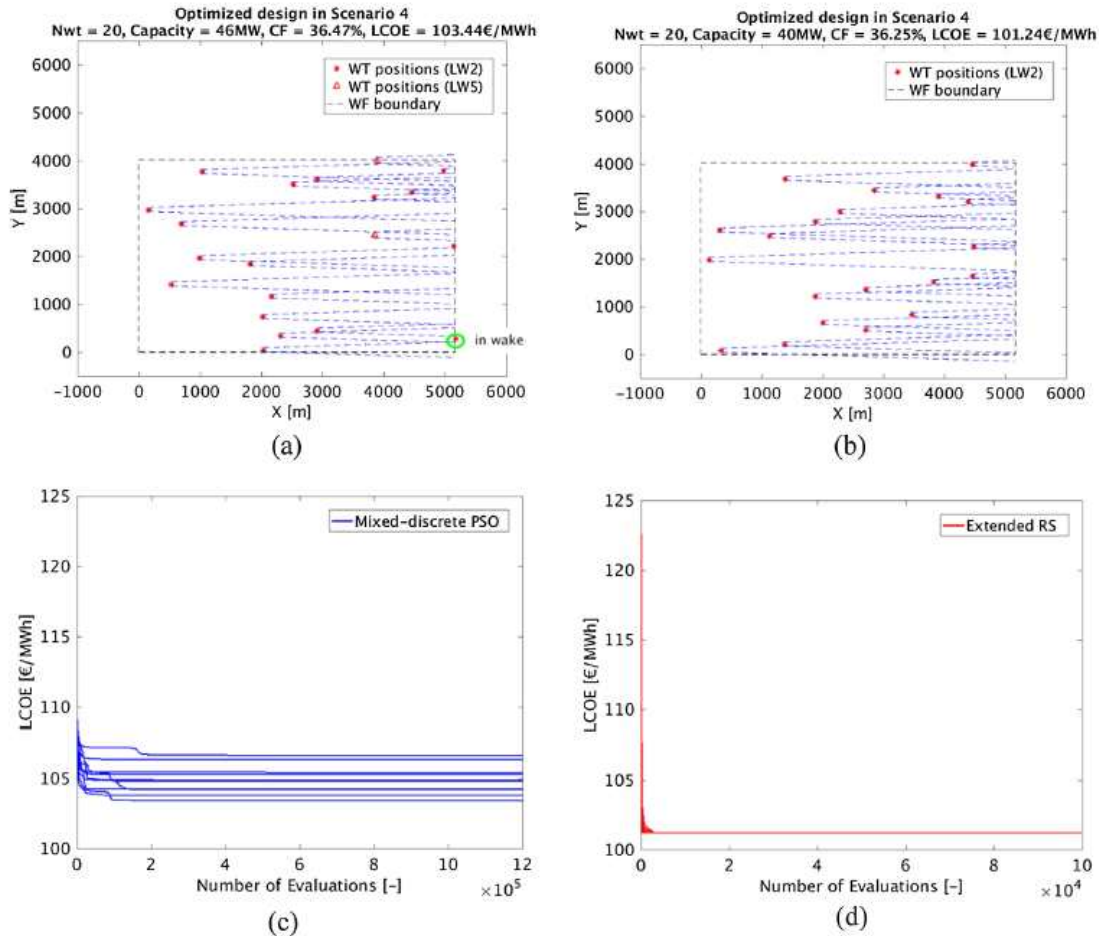 Optimized design in Scenario 4
Nwt = 20, Capacity = 46MW, CF = 36.47%, LCOE = 103.44€/MWh
6000
5000
4000
3000
2000
1000
0
Y [m]
WT positions (LW2)
WT positions (LW5)
WF boundary
in wake
-1000 0 1000 2000 3000 4000 5000 6000
X [m]
(a)
Optimized design in Scenario 4
Nwt = 20, Capacity = 40MW, CF = 36.25%, LCOE = 101.24€/MWh
6000
5000
4000
3000
2000
1000
0
Y [m]
WT positions (LW2)
WF boundary
-1000 0 1000 2000 3000 4000 5000 6000
X [m]
(b)
125
120
115
110
105
100
LCOE [€/MWh]
Mixed-discrete PSO
0 2 4 6 8 10 12
Number of Evaluations [-]
×10⁵
(c)
125
120
115
110
105
100
LCOE [€/MWh]
Extended RS
0 2 4 6 8 10
Number of Evaluations [-]
×10⁴
(d)